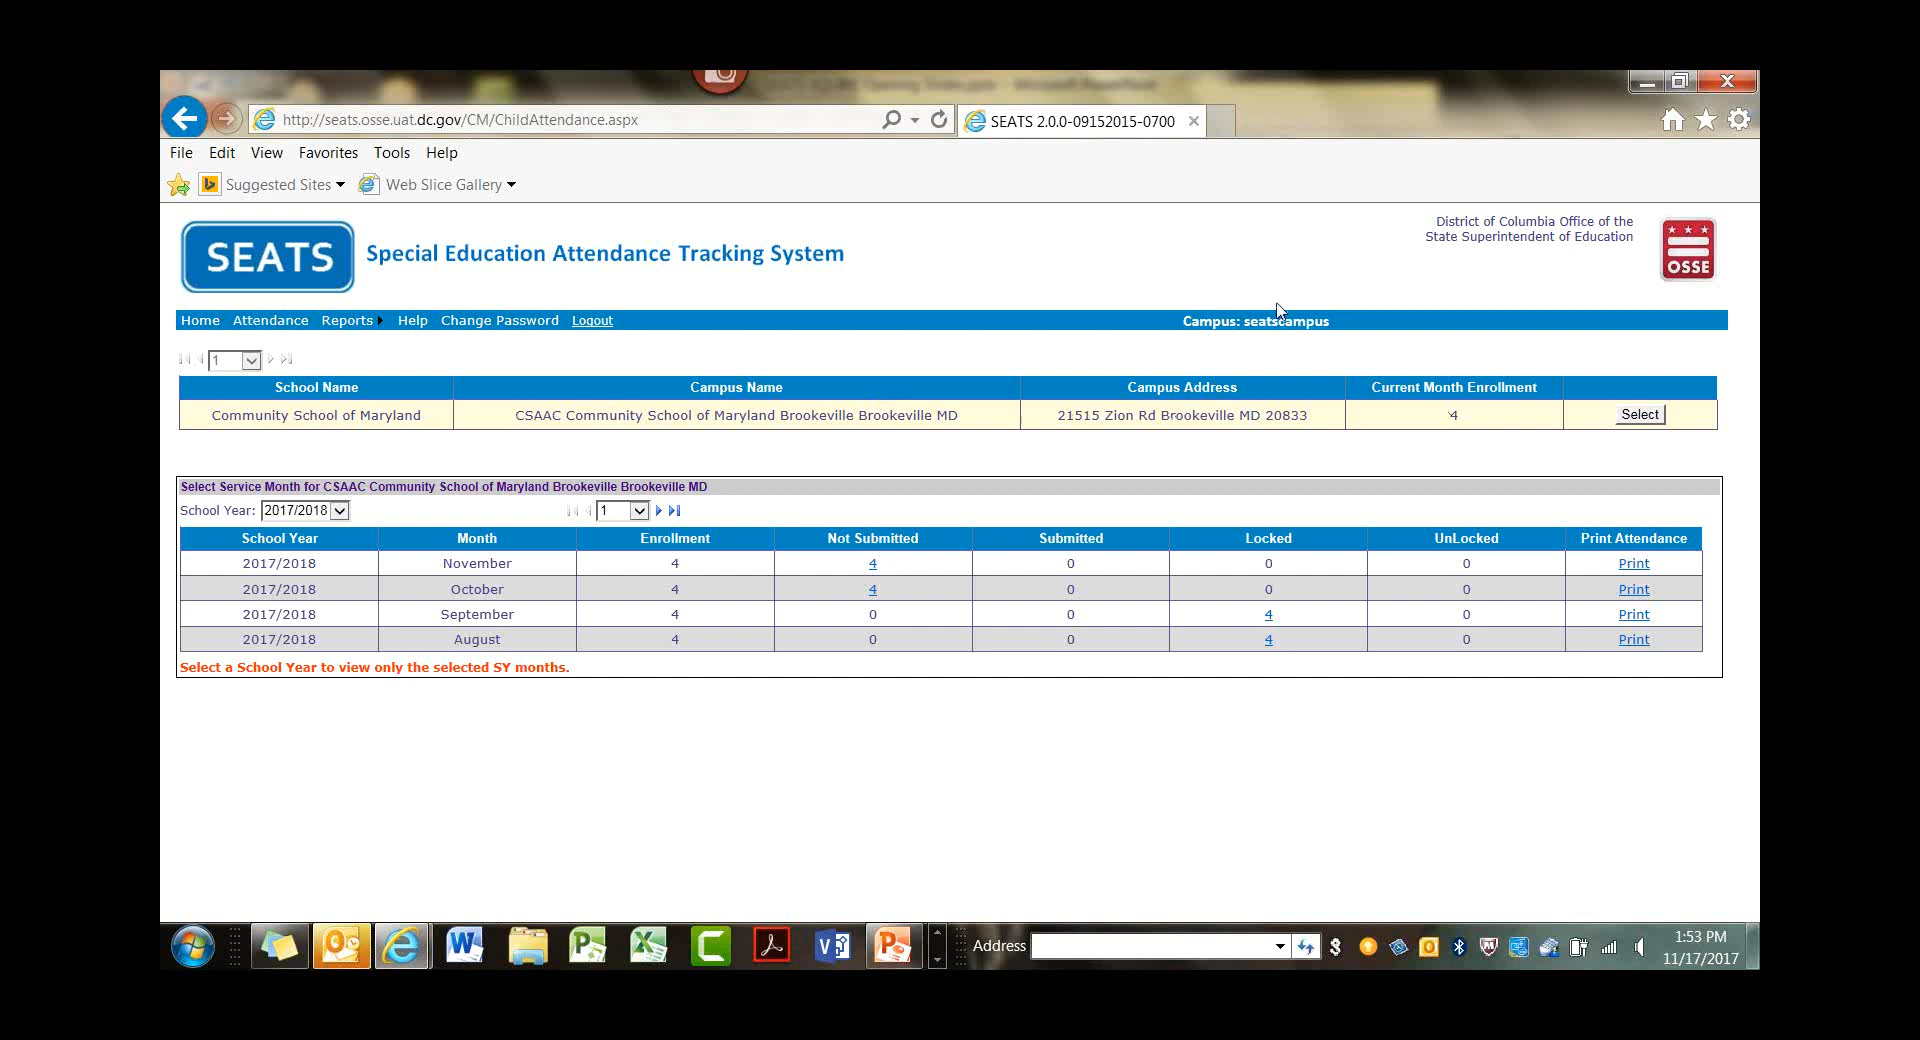 http://seats.osse.uat.dc.gov/CM/ChildAttendance.aspx
SEATS 2.0.0-09152015-0700
File Edit View Favorites Tools Help
Suggested Sites Web Slice Gallery
SEATS Special Education Attendance Tracking System
District of Columbia Office of the
State Superintendent of Education
OSSE
Home Attendance Reports Help Change Password Logout Campus: seatscampus
1
School Name Campus Name Campus Address Current Month Enrollment
Community School of Maryland CSAAC Community School of Maryland Brookeville Brookeville MD 21515 Zion Rd Brookeville MD 20833 4 Select
Select Service Month for CSAAC Community School of Maryland Brookeville Brookeville MD
School Year: 2017/2018 1
School Year Month Enrollment Not Submitted Submitted Locked UnLocked Print Attendance
2017/2018 November 4 4 0 0 0 Print
2017/2018 October 4 4 0 0 0 Print
2017/2018 September 4 0 0 4 0 Print
2017/2018 August 4 0 0 4 0 Print
Select a School Year to view only the selected SY months.
Address
1:53 PM
11/17/2017